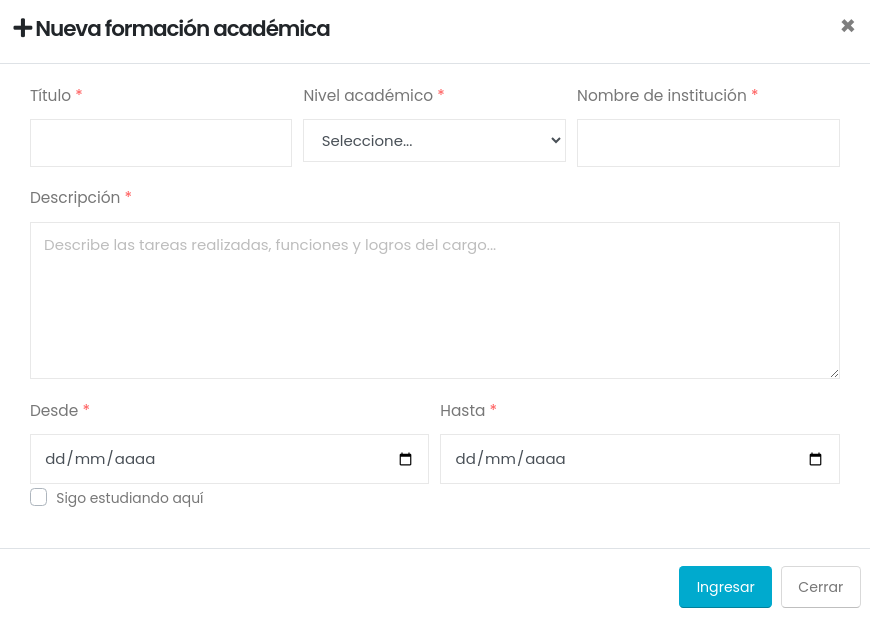 Nueva formación académica
Título *
Nivel académico *
Nombre de institución *
Seleccione...
Descripción *
Describe las tareas realizadas, funciones y logros del cargo...
Desde *
Hasta *
dd/mm/aaaa
dd/mm/aaaa
Sigo estudiando aquí
Ingresar
Cerrar